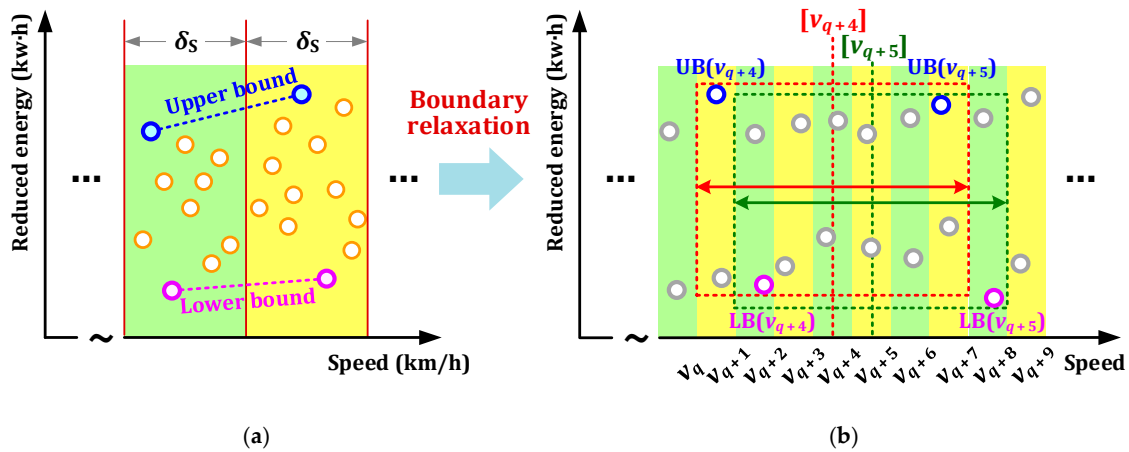 Reduced energy (kw·h)
δS
δS
Upper bound
Lower bound
...
...
~
Speed (km/h)
(a)
Boundary
relaxation
Reduced energy (kw·h)
[vq+4]
[vq+5]
UB(vq+4)
UB(vq+5)
...
...
LB(vq+4)
LB(vq+5)
~
vq
vq+1
vq+2
vq+3
vq+4
vq+5
vq+6
vq+7
vq+8
vq+9
Speed
(b)